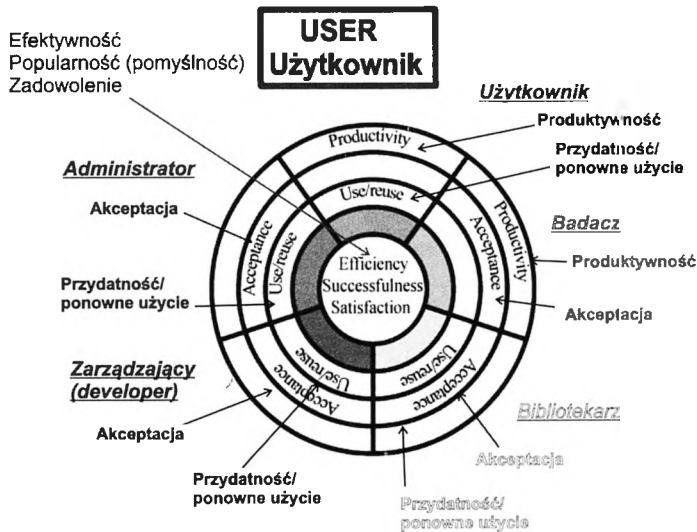 USER
Użytkownik
Efektywność
Popularność (pomyślność)
Zadowolenie
Użytkownik
Produktywność
Przydatność/
ponowne użycie
Administrator
Akceptacja
Przydatność/
ponowne użycie
Badacz
Produktywność
Akceptacja
Zarządzający
(developer)
Akceptacja
Przydatność/
ponowne użycie
Bibliotekarz
Akceptacja
Przydatność/
ponowne użycie
Productivity
Use/reuse
Acceptance
Use/reuse
Productivity
Acceptance
Use/reuse
Acceptance
Use/reuse
Acceptance
Efficiency
Successfulness
Satisfaction